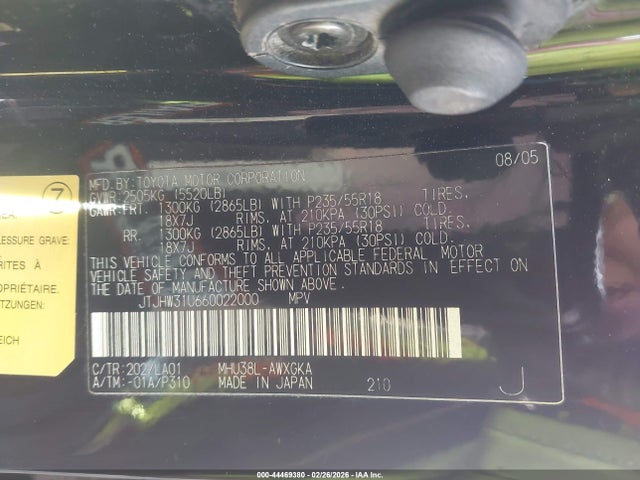 08/05
MFD. BY: TOYOTA MOTOR CORPORATION
GVWR 2505KG (5520LB)
GAWR: FRT. 1300KG (2865LB) WITH P235/55R18 TIRES,
18X7J RIMS, AT 210KPA (30PSI) COLD.
RR. 1300KG (2865LB) WITH P235/55R18 TIRES,
18X7J RIMS, AT 210KPA (30PSI) COLD.
THIS VEHICLE CONFORMS TO ALL APPLICABLE FEDERAL MOTOR
VEHICLE SAFETY AND THEFT PREVENTION STANDARDS IN EFFECT ON
THE DATE OF MANUFACTURE SHOWN ABOVE.
JTJHW31U660022000 MPV
C/TR: 202/LA01 MHU38L-AWXGKA
A/TM: -01A/P310 MADE IN JAPAN 210
J
7
ESSURE GRAVE
RITES À
PRIÉTAIRE.
TZUNGEN:
EICH
000-44469380 - 02/26/2026 - IAA Inc.